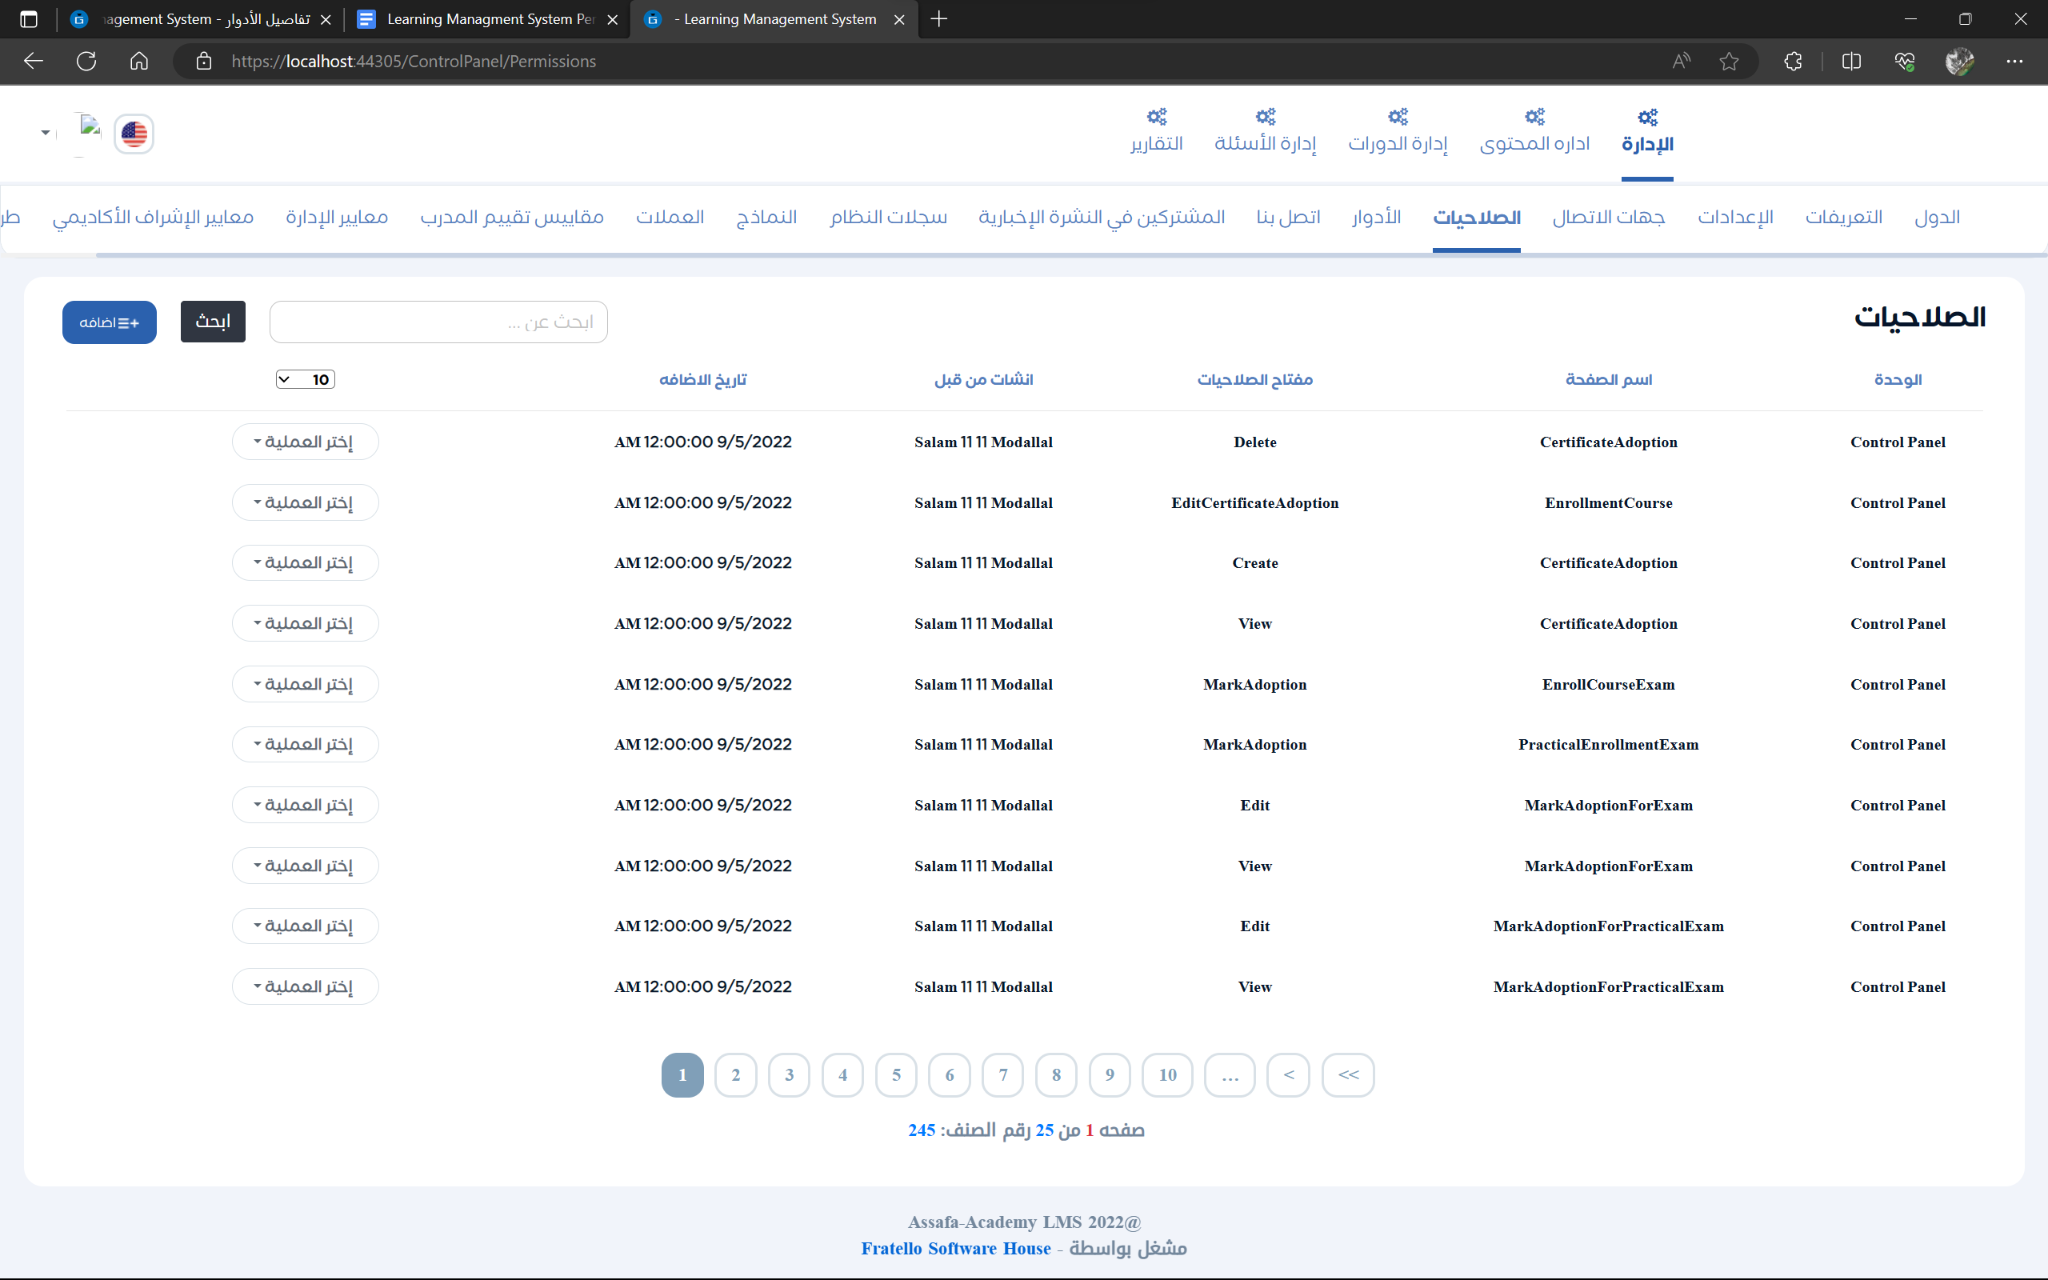 nagement System - تفاصيل الأدوار
Learning Managment System Per
- Learning Management System
https://localhost:44305/ControlPanel/Permissions
الإدارة
اداره المحتوى
إدارة الدورات
إدارة الأسئلة
التقارير
الدول
التعريفات
الإعدادات
جهات الاتصال
الصلاحيات
الأدوار
اتصل بنا
المشتركين في النشرة الإخبارية
سجلات النظام
النماذج
العملات
مقاييس تقييم المدرب
معايير الإدارة
معايير الإشراف الأكاديمي
طر
الصلاحيات
ابحث عن ...
ابحث
اضافه
الوحدة اسم الصفحة مفتاح الصلاحيات انشات من قبل تاريخ الاضافه 10
Control Panel CertificateAdoption Delete Salam 11 11 Modallal AM 12:00:00 9/5/2022 إختر العملية
Control Panel EnrollmentCourse EditCertificateAdoption Salam 11 11 Modallal AM 12:00:00 9/5/2022 إختر العملية
Control Panel CertificateAdoption Create Salam 11 11 Modallal AM 12:00:00 9/5/2022 إختر العملية
Control Panel CertificateAdoption View Salam 11 11 Modallal AM 12:00:00 9/5/2022 إختر العملية
Control Panel EnrollCourseExam MarkAdoption Salam 11 11 Modallal AM 12:00:00 9/5/2022 إختر العملية
Control Panel PracticalEnrollmentExam MarkAdoption Salam 11 11 Modallal AM 12:00:00 9/5/2022 إختر العملية
Control Panel MarkAdoptionForExam Edit Salam 11 11 Modallal AM 12:00:00 9/5/2022 إختر العملية
Control Panel MarkAdoptionForExam View Salam 11 11 Modallal AM 12:00:00 9/5/2022 إختر العملية
Control Panel MarkAdoptionForPracticalExam Edit Salam 11 11 Modallal AM 12:00:00 9/5/2022 إختر العملية
Control Panel MarkAdoptionForPracticalExam View Salam 11 11 Modallal AM 12:00:00 9/5/2022 إختر العملية
1 2 3 4 5 6 7 8 9 10 ... < <<
صفحه 1 من 25 رقم الصنف: 245
Assafa-Academy LMS 2022@
مشغل بواسطة - Fratello Software House